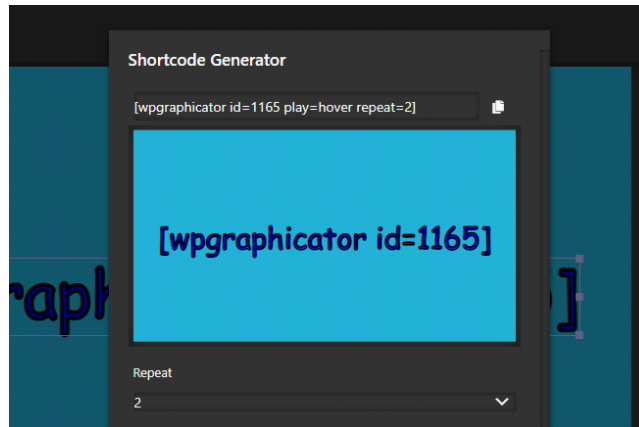 Shortcode Generator
[wpgraphicator id=1165 play=hover repeat=2]
[wpgraphicator id=1165]
Repeat
2